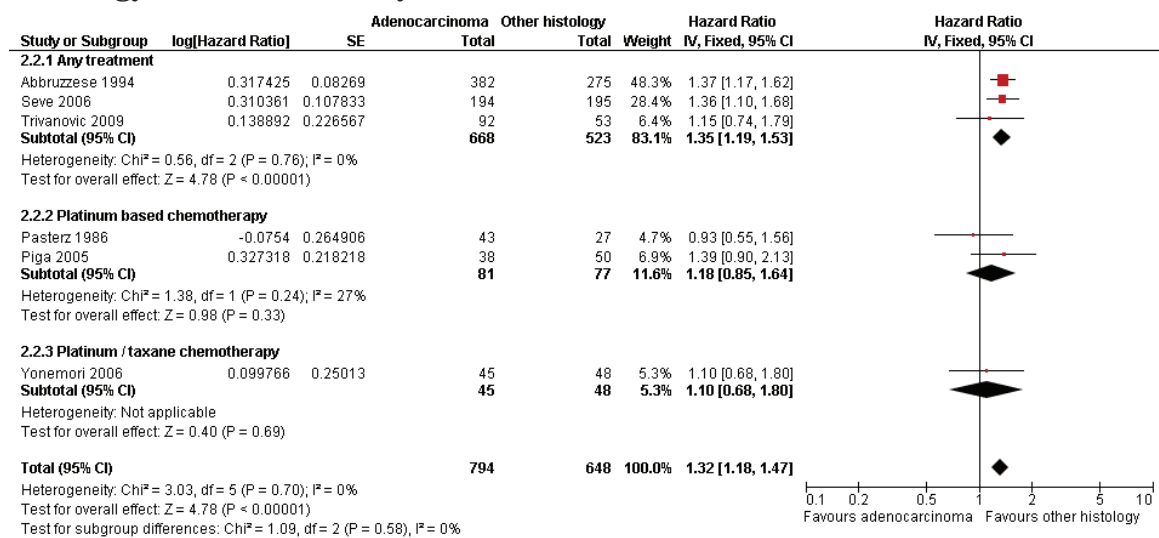 Adenocarcinoma Other histology Hazard Ratio Hazard Ratio
Study or Subgroup log[Hazard Ratio] SE Total Total Weight IV, Fixed, 95% CI IV, Fixed, 95% CI
2.2.1 Any treatment
Abbruzzese 1994 0.317425 0.08269 382 275 48.3% 1.37 [1.17, 1.62]
Seve 2006 0.310361 0.107833 194 195 28.4% 1.36 [1.10, 1.68]
Trivanovic 2009 0.138892 0.226567 92 53 6.4% 1.15 [0.74, 1.79]
Subtotal (95% CI) 668 523 83.1% 1.35 [1.19, 1.53]
Heterogeneity: Chi² = 0.56, df = 2 (P = 0.76); I² = 0%
Test for overall effect: Z = 4.78 (P < 0.00001)
2.2.2 Platinum based chemotherapy
Pasterz 1986 -0.0754 0.264906 43 27 4.7% 0.93 [0.55, 1.56]
Piga 2005 0.327318 0.218218 38 50 6.9% 1.39 [0.90, 2.13]
Subtotal (95% CI) 81 77 11.6% 1.18 [0.85, 1.64]
Heterogeneity: Chi² = 1.38, df = 1 (P = 0.24); I² = 27%
Test for overall effect: Z = 0.98 (P = 0.33)
2.2.3 Platinum / taxane chemotherapy
Yonemori 2006 0.099766 0.25013 45 48 5.3% 1.10 [0.68, 1.80]
Subtotal (95% CI) 45 48 5.3% 1.10 [0.68, 1.80]
Heterogeneity: Not applicable
Test for overall effect: Z = 0.40 (P = 0.69)
Total (95% CI) 794 648 100.0% 1.32 [1.18, 1.47]
Heterogeneity: Chi² = 3.03, df = 5 (P = 0.70); I² = 0%
Test for overall effect: Z = 4.78 (P < 0.00001)
Test for subgroup differences: Chi² = 1.09, df = 2 (P = 0.58), I² = 0%
0.1 0.2 0.5 1 2 5 10
Favours adenocarcinoma Favours other histology